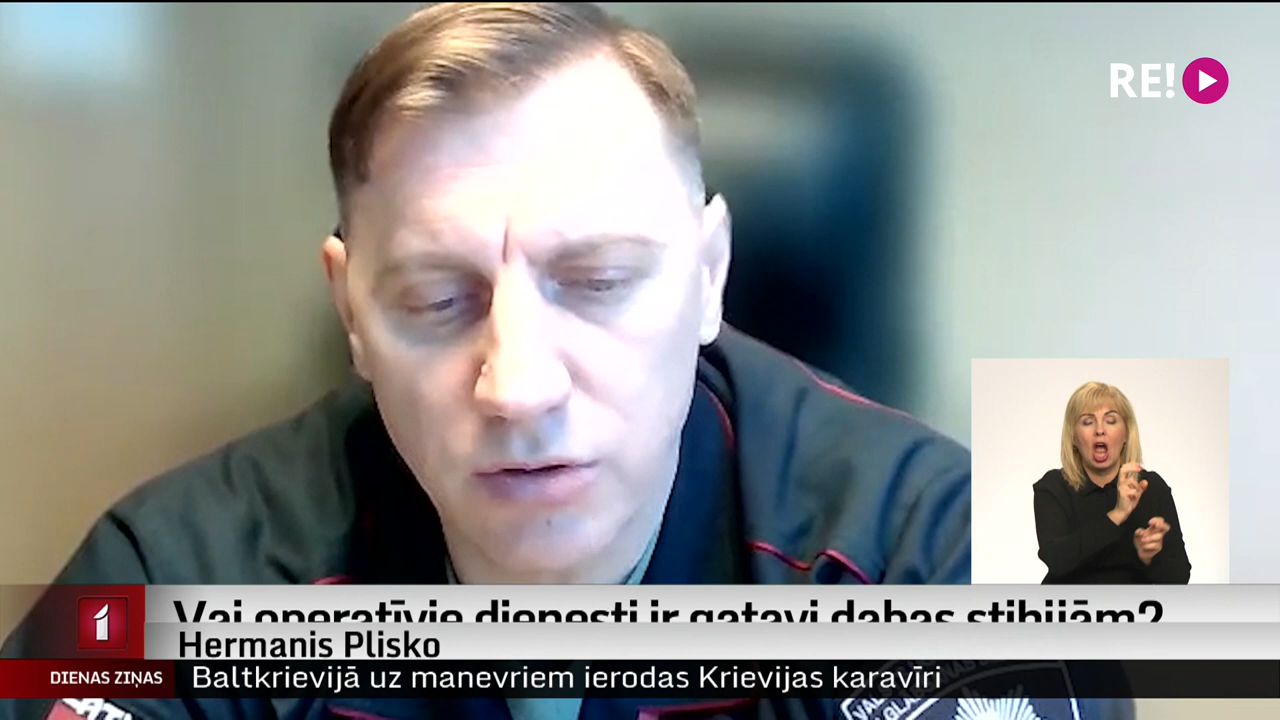 RE!
Vai operatīvie dienesti ir gatavi dabas stihijām?
Hermanis Plisko
1
DIENAS ZIŅAS
Baltkrievijā uz manevriem ierodas Krievijas karavīri